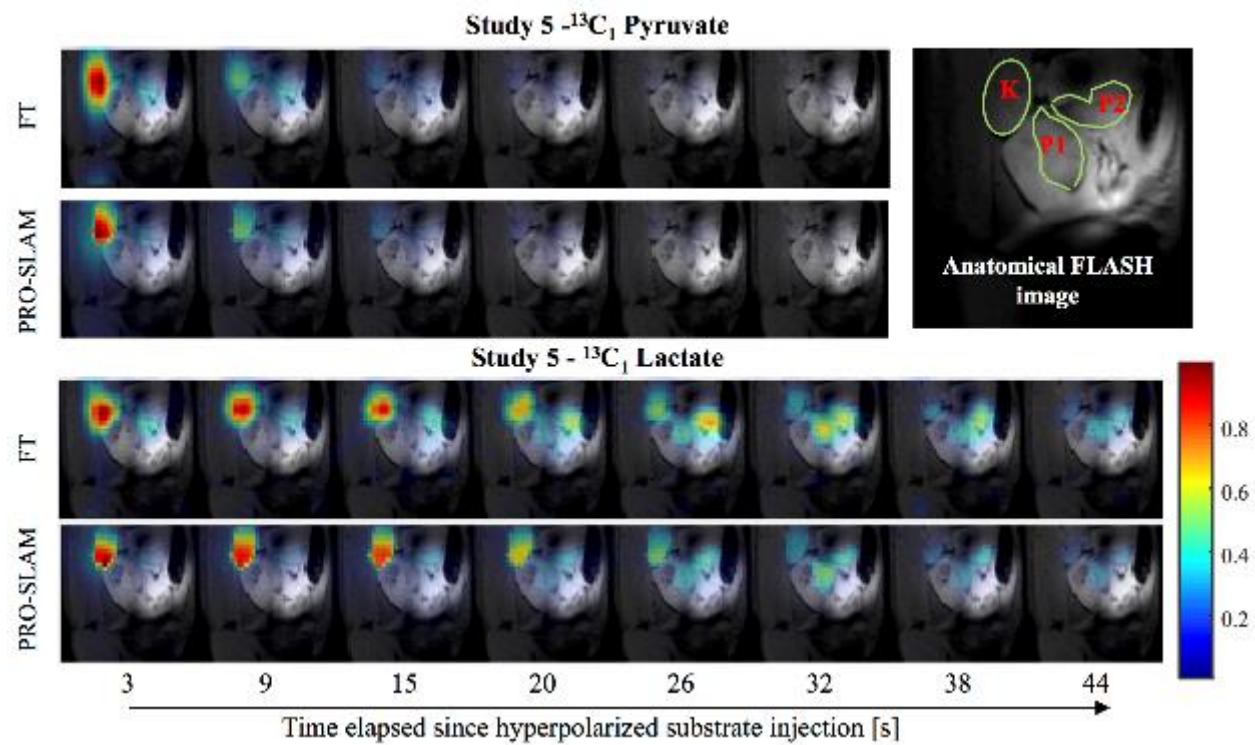 Study 5 -¹³C₁ Pyruvate
FT
PRO-SLAM
K
P2
P1
Anatomical FLASH
image
Study 5 - ¹³C₁ Lactate
FT
PRO-SLAM
0.8
0.6
0.4
0.2
3 9 15 20 26 32 38 44
Time elapsed since hyperpolarized substrate injection [s]